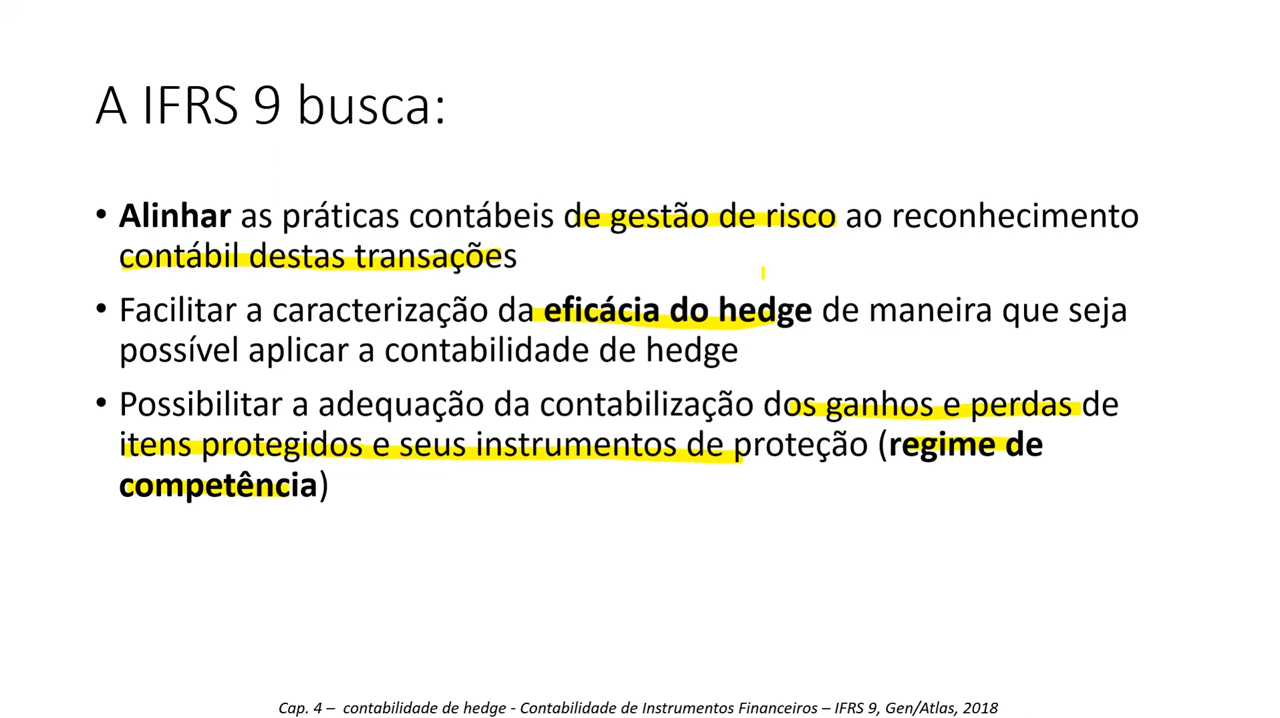 A IFRS 9 busca:
• Alinhar as práticas contábeis de gestão de risco ao reconhecimento
contábil destas transações
• Facilitar a caracterização da eficácia do hedge de maneira que seja
possível aplicar a contabilidade de hedge
• Possibilitar a adequação da contabilização dos ganhos e perdas de
itens protegidos e seus instrumentos de proteção (regime de
competência)
Cap. 4 – contabilidade de hedge - Contabilidade de Instrumentos Financeiros – IFRS 9, Gen/Atlas, 2018